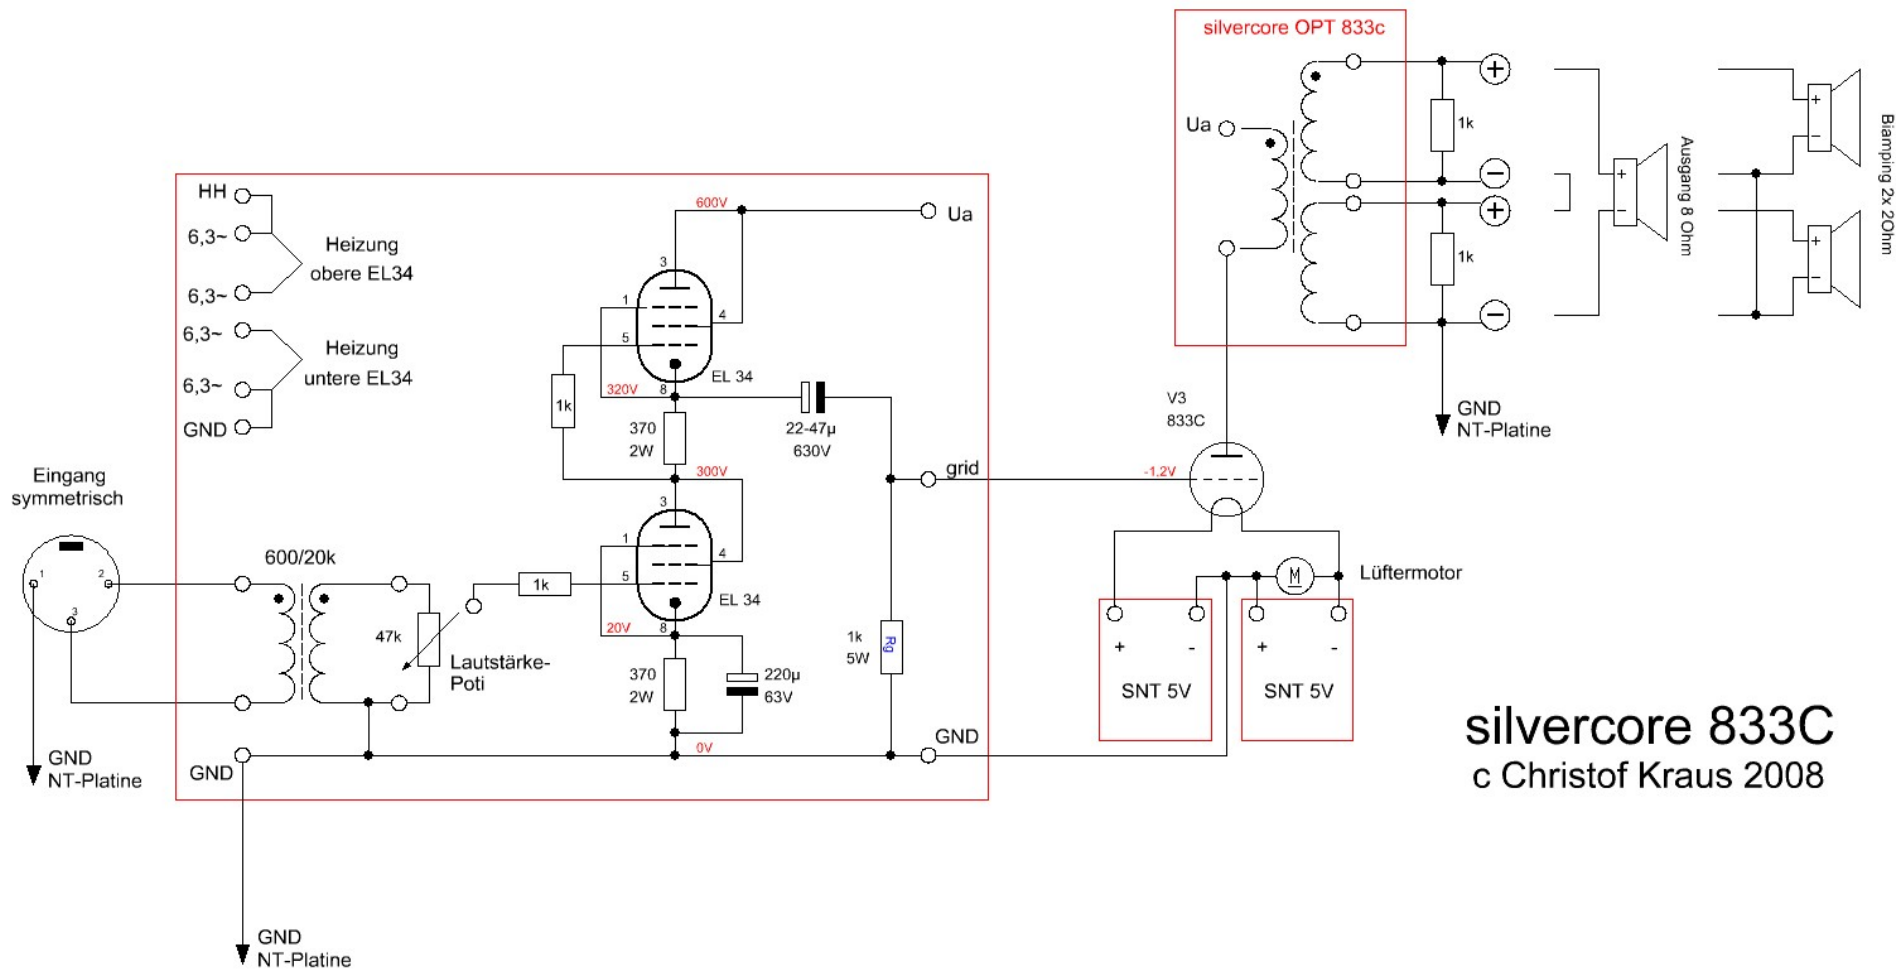 silvercore OPT 833c
Ua
1k
1k
+
−
+
−
+
−
Ausgang 8 Ohm
+
−
+
−
Biamping 2x 2Ohm
GND
NT-Platine
HH
6,3~
6,3~
Heizung
obere EL34
6,3~
6,3~
Heizung
untere EL34
GND
600V
Ua
3
1
4
5
EL 34
320V
8
1k
370
2W
22-47µ
630V
300V
grid
3
1
4
5
EL 34
20V
8
1k
370
2W
220µ
63V
1k
5W
Rg
0V
GND
Eingang
symmetrisch
1
2
3
600/20k
47k
Lautstärke-
Poti
GND
NT-Platine
GND
GND
NT-Platine
V3
833C
-1.2V
M
Lüftermotor
+
-
SNT 5V
+
-
SNT 5V
silvercore 833C
c Christof Kraus 2008